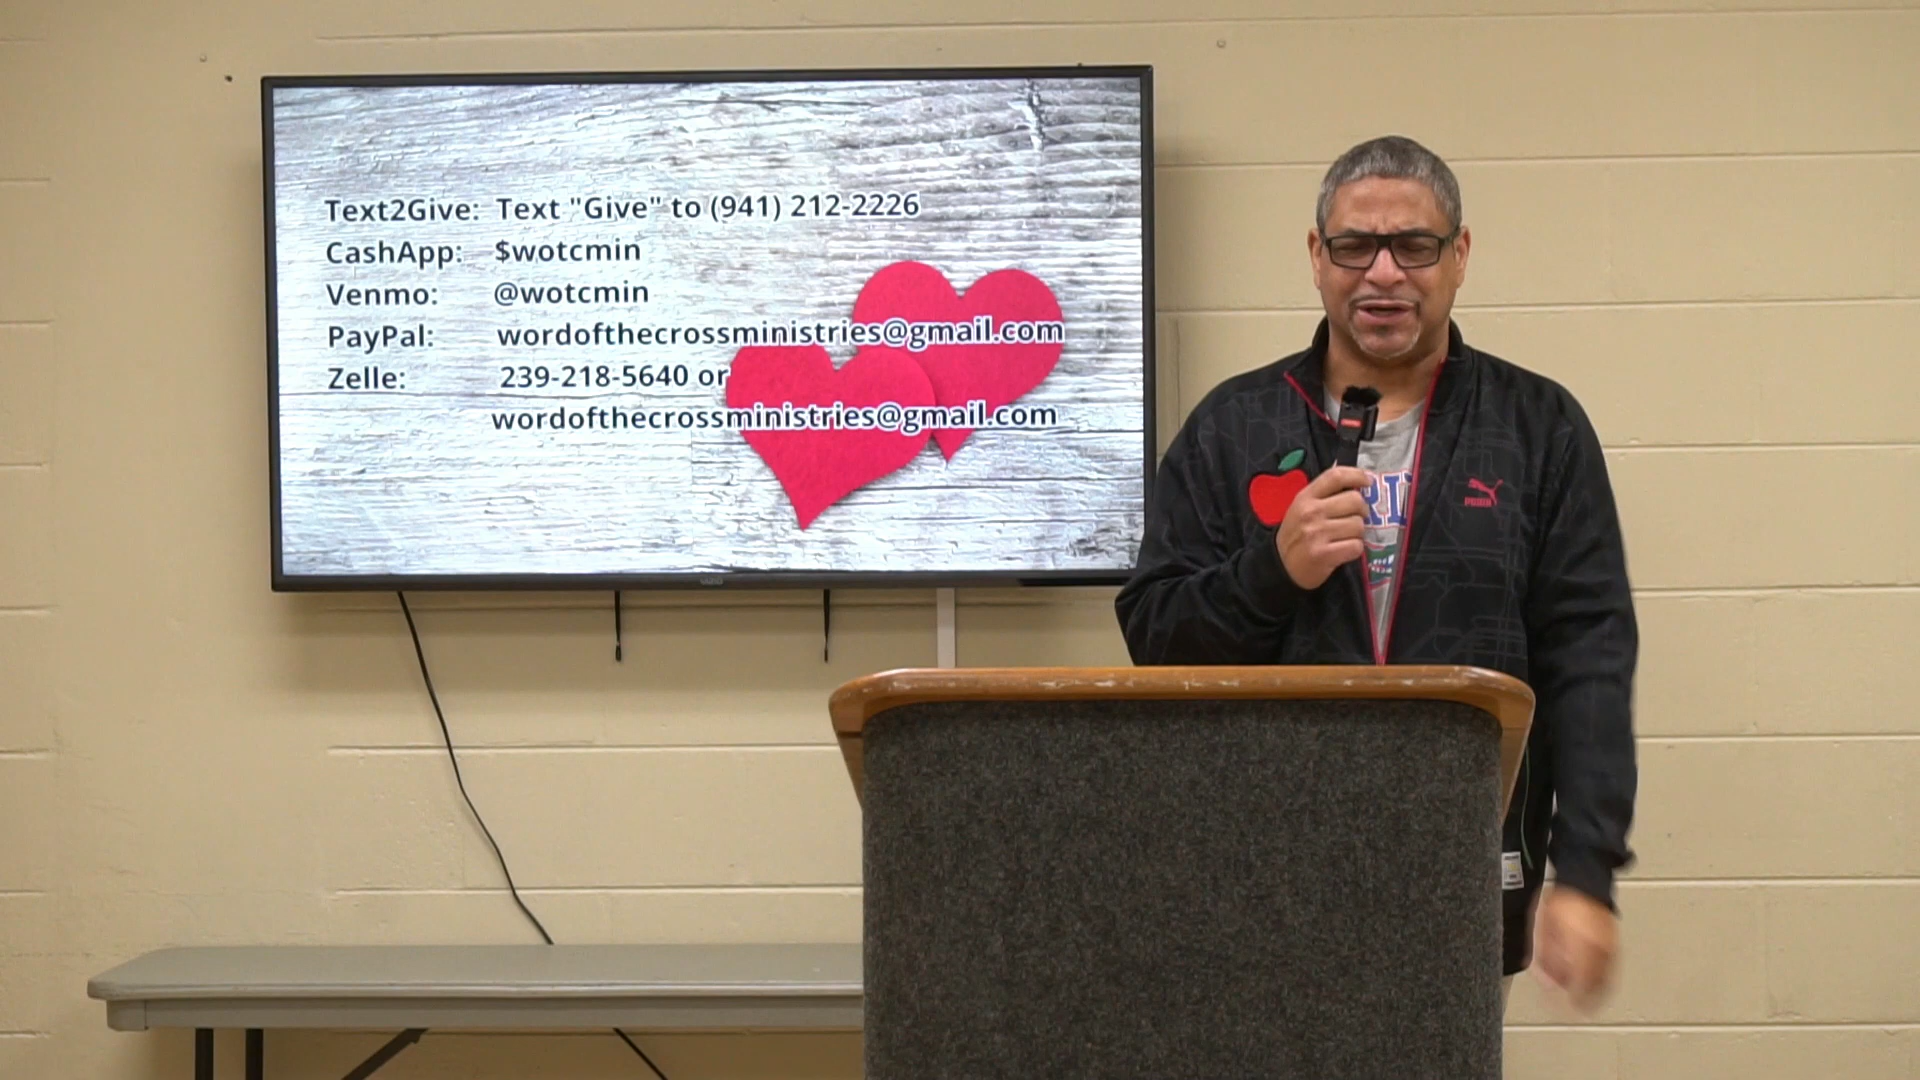 Text2Give: Text "Give" to (941) 212-2226
CashApp: $wotcmin
Venmo: @wotcmin
PayPal: wordofthecrossministries@gmail.com
Zelle: 239-218-5640 or
wordofthecrossministries@gmail.com
VIZIO
PUMA